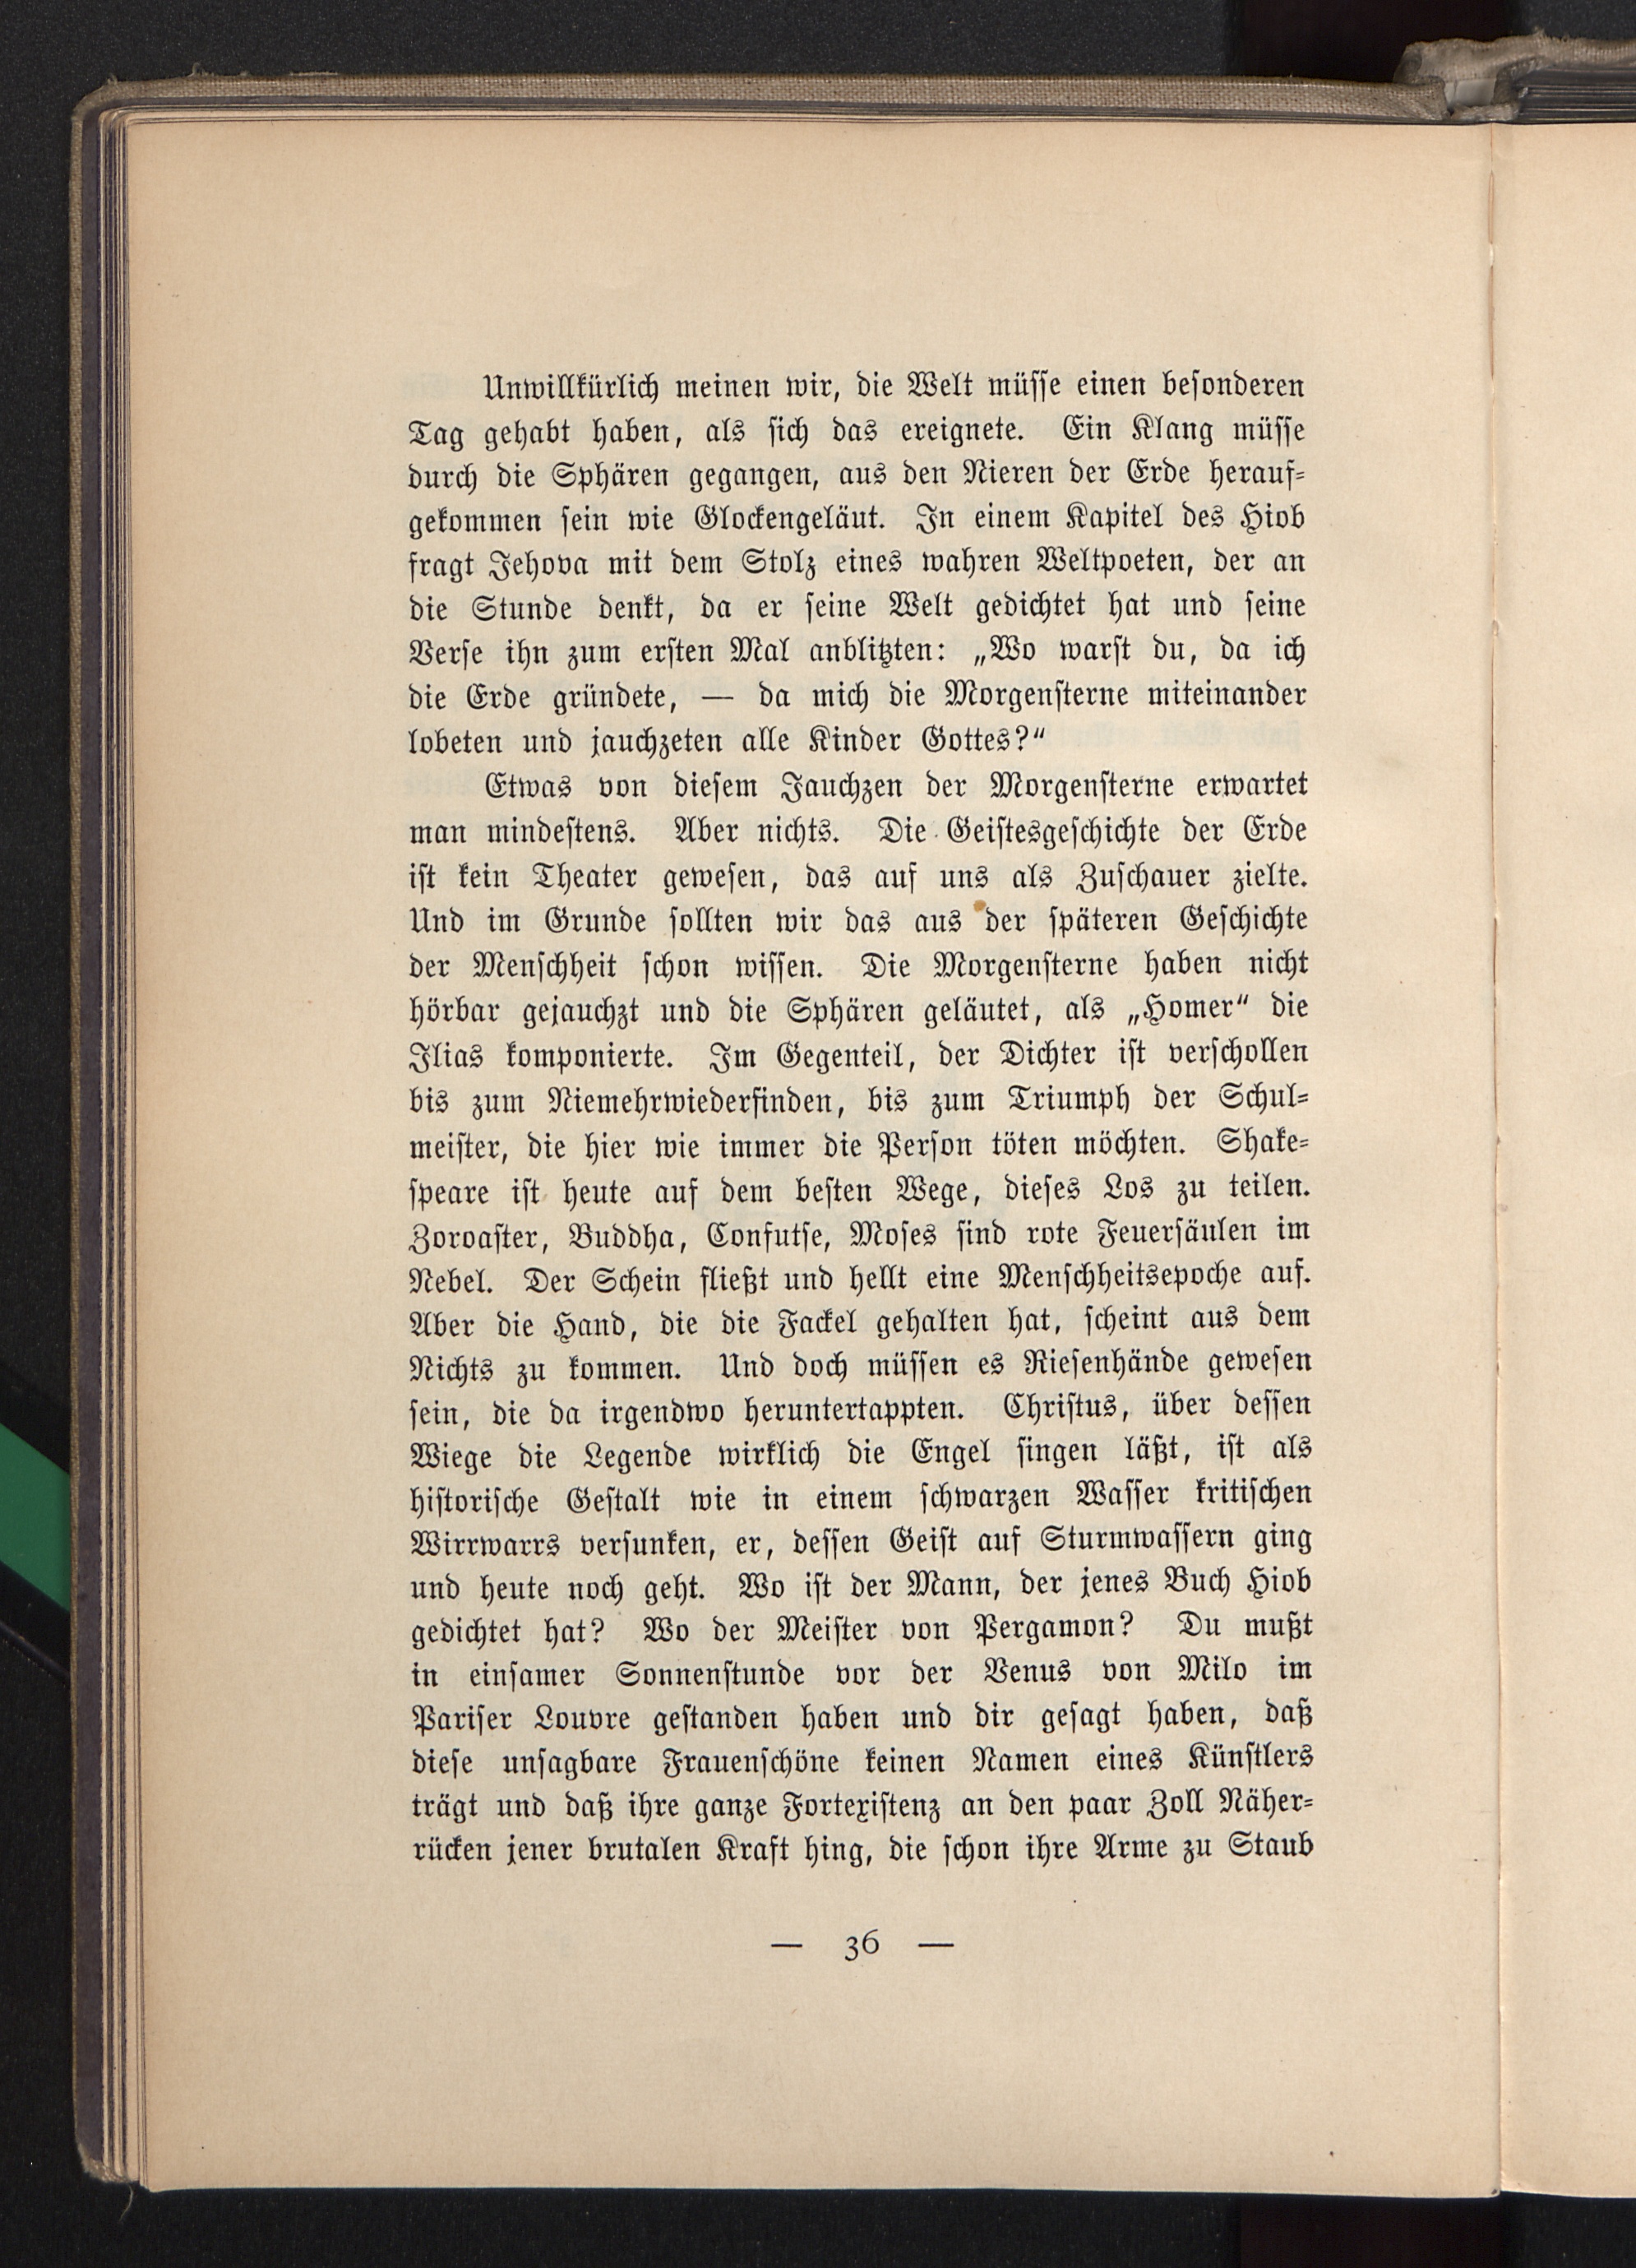 Unwillkürlich meinen wir, die Welt müsse einen besonderen
Tag gehabt haben, als sich das ereignete. Ein Klang müsse
durch die Sphären gegangen, aus den Nieren der Erde herauf-
gekommen sein wie Glockengeläut. In einem Kapitel des Hiob
fragt Jehova mit dem Stolz eines wahren Weltpoeten, der an
die Stunde denkt, da er seine Welt gedichtet hat und seine
Verse ihn zum ersten Mal anblitzten: „Wo warst du, da ich
die Erde gründete, — da mich die Morgensterne miteinander
lobeten und jauchzeten alle Kinder Gottes?“
Etwas von diesem Jauchzen der Morgensterne erwartet
man mindestens. Aber nichts. Die Geistesgeschichte der Erde
ist kein Theater gewesen, das auf uns als Zuschauer zielte.
Und im Grunde sollten wir das aus der späteren Geschichte
der Menschheit schon wissen. Die Morgensterne haben nicht
hörbar gejauchzt und die Sphären geläutet, als „Homer“ die
Ilias komponierte. Im Gegenteil, der Dichter ist verschollen
bis zum Niemehrwiederfinden, bis zum Triumph der Schul-
meister, die hier wie immer die Person töten möchten. Shake-
speare ist heute auf dem besten Wege, dieses Los zu teilen.
Zoroaster, Buddha, Confutse, Moses sind rote Feuersäulen im
Nebel. Der Schein fließt und hellt eine Menschheitsepoche auf.
Aber die Hand, die die Fackel gehalten hat, scheint aus dem
Nichts zu kommen. Und doch müssen es Riesenhände gewesen
sein, die da irgendwo heruntertappten. Christus, über dessen
Wiege die Legende wirklich die Engel singen läßt, ist als
historische Gestalt wie in einem schwarzen Wasser kritischen
Wirrwarrs versunken, er, dessen Geist auf Sturmwassern ging
und heute noch geht. Wo ist der Mann, der jenes Buch Hiob
gedichtet hat? Wo der Meister von Pergamon? Du mußt
in einsamer Sonnenstunde vor der Venus von Milo im
Pariser Louvre gestanden haben und dir gesagt haben, daß
diese unsagbare Frauenschöne keinen Namen eines Künstlers
trägt und daß ihre ganze Fortexistenz an den paar Zoll Näher-
rücken jener brutalen Kraft hing, die schon ihre Arme zu Staub
— 36 —